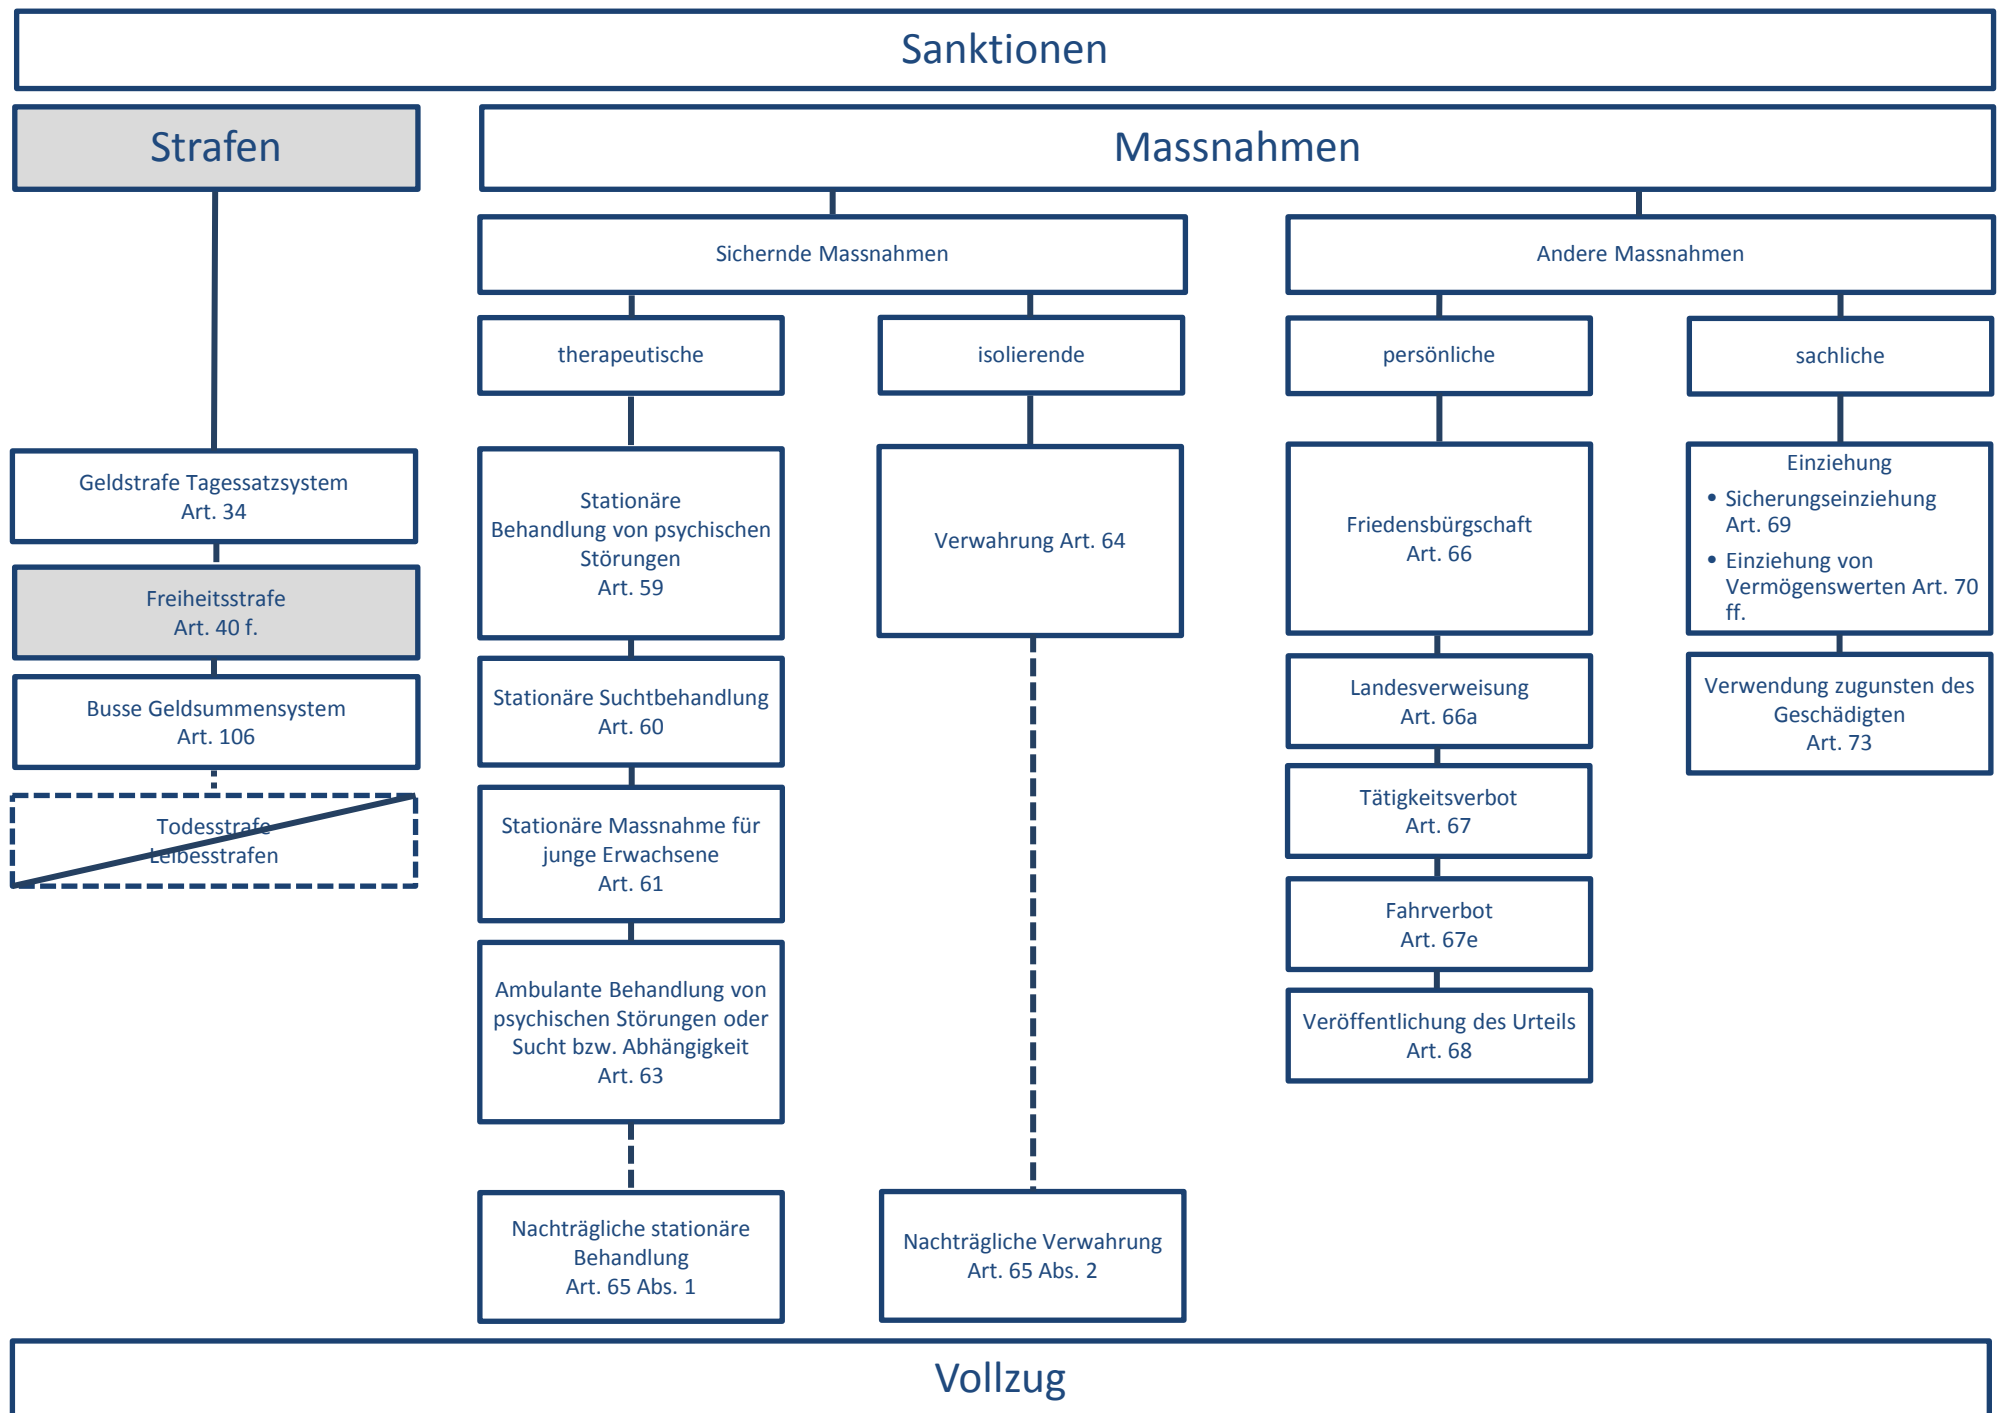 Sanktionen
Strafen
Massnahmen
Sichernde Massnahmen
Andere Massnahmen
therapeutische
isolierende
persönliche
sachliche
Geldstrafe Tagessatzsystem
Art. 34
Freiheitsstrafe
Art. 40 f.
Busse Geldsummensystem
Art. 106
Todesstrafe
Leibesstrafen
Stationäre
Behandlung von psychischen
Störungen
Art. 59
Stationäre Suchtbehandlung
Art. 60
Stationäre Massnahme für
junge Erwachsene
Art. 61
Ambulante Behandlung von
psychischen Störungen oder
Sucht bzw. Abhängigkeit
Art. 63
Nachträgliche stationäre
Behandlung
Art. 65 Abs. 1
Verwahrung Art. 64
Nachträgliche Verwahrung
Art. 65 Abs. 2
Friedensbürgschaft
Art. 66
Landesverweisung
Art. 66a
Tätigkeitsverbot
Art. 67
Fahrverbot
Art. 67e
Veröffentlichung des Urteils
Art. 68
Einziehung
• Sicherungseinziehung
Art. 69
• Einziehung von
Vermögenswerten Art. 70
ff.
Verwendung zugunsten des
Geschädigten
Art. 73
Vollzug